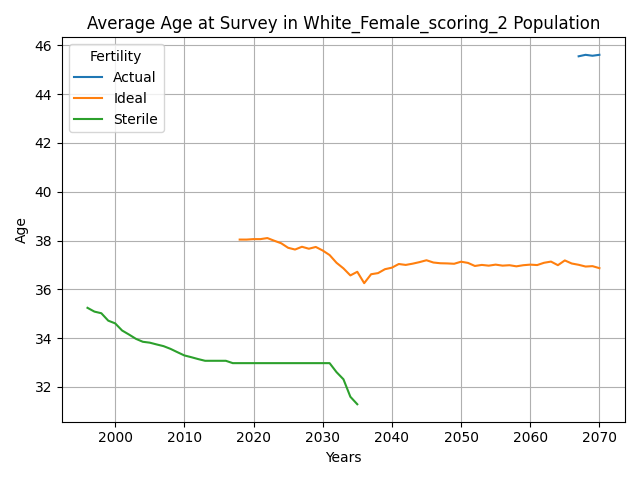 Average Age at Survey in White_Female_scoring_2 Population
Fertility
Actual
Ideal
Sterile
Age
46
44
42
40
38
36
34
32
2000
2010
2020
2030
2040
2050
2060
2070
Years